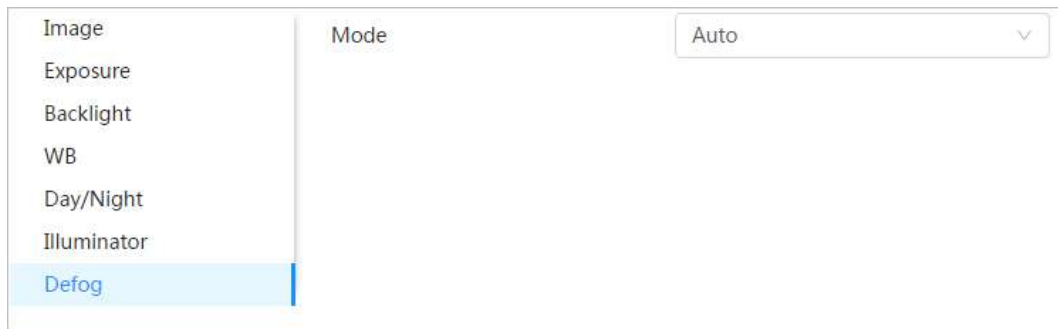 Image
Mode Auto
Exposure
Backlight
WB
Day/Night
Illuminator
Defog